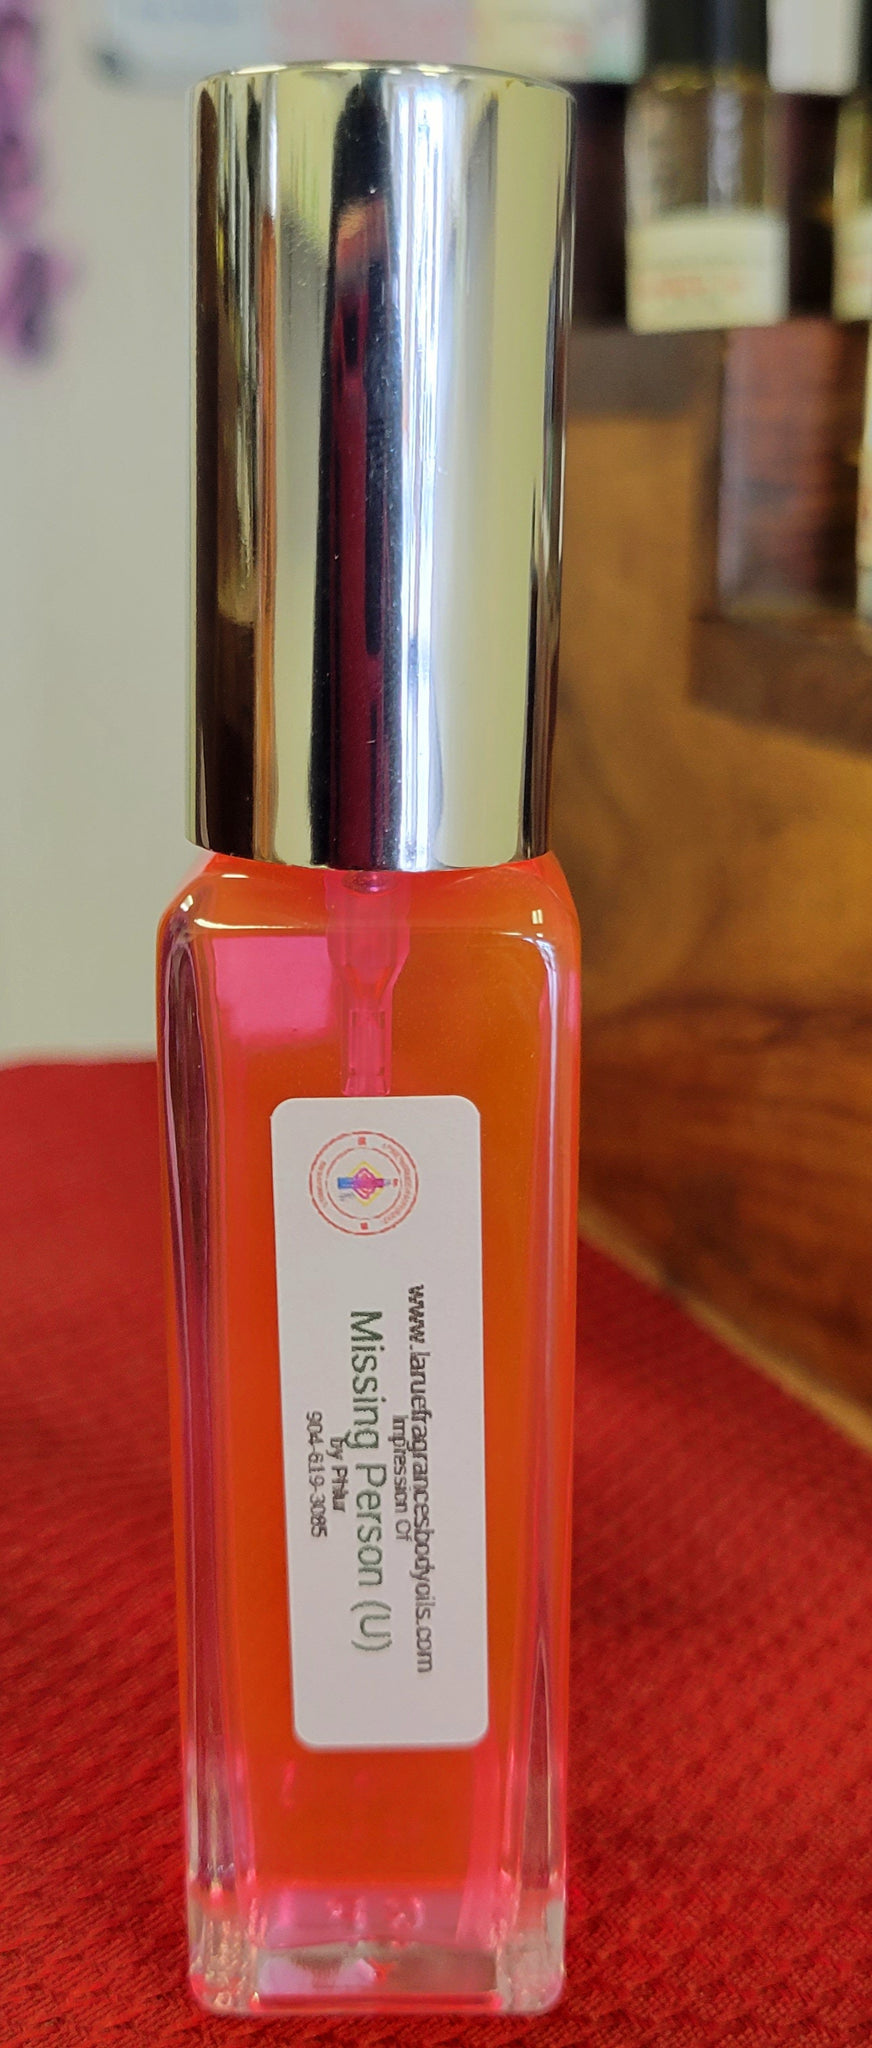 www.laruefragrancesbodyoils.com
Impression Of
Missing Person (U)
by Phlur
904-619-3085